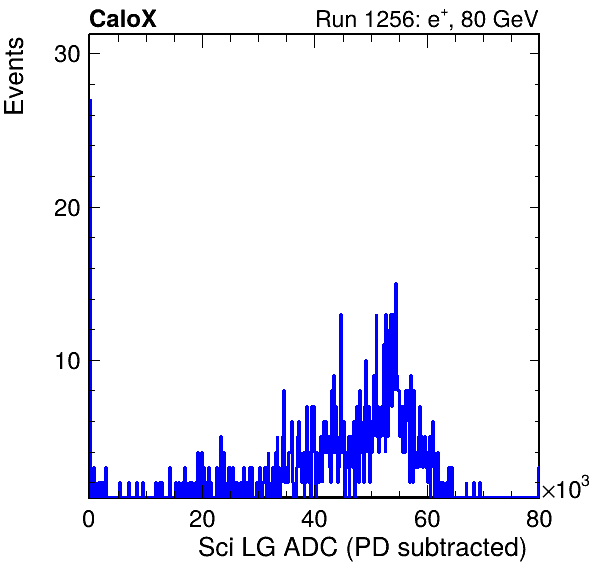 CaloX Run 1256: e⁺, 80 GeV
Events
30
20
10
0 20 40 60 80
×10³
Sci LG ADC (PD subtracted)